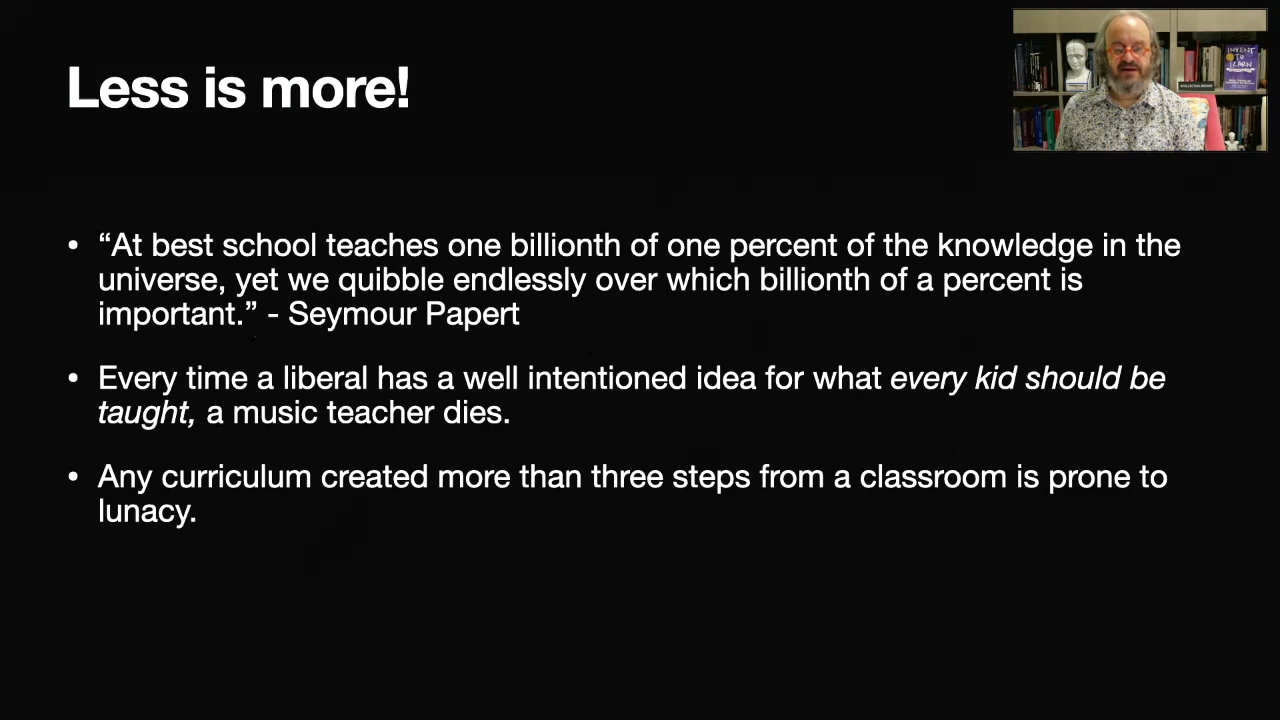 Less is more!
INTENT
TO
LEARN
• “At best school teaches one billionth of one percent of the knowledge in the
universe, yet we quibble endlessly over which billionth of a percent is
important.” - Seymour Papert
• Every time a liberal has a well intentioned idea for what every kid should be
taught, a music teacher dies.
• Any curriculum created more than three steps from a classroom is prone to
lunacy.